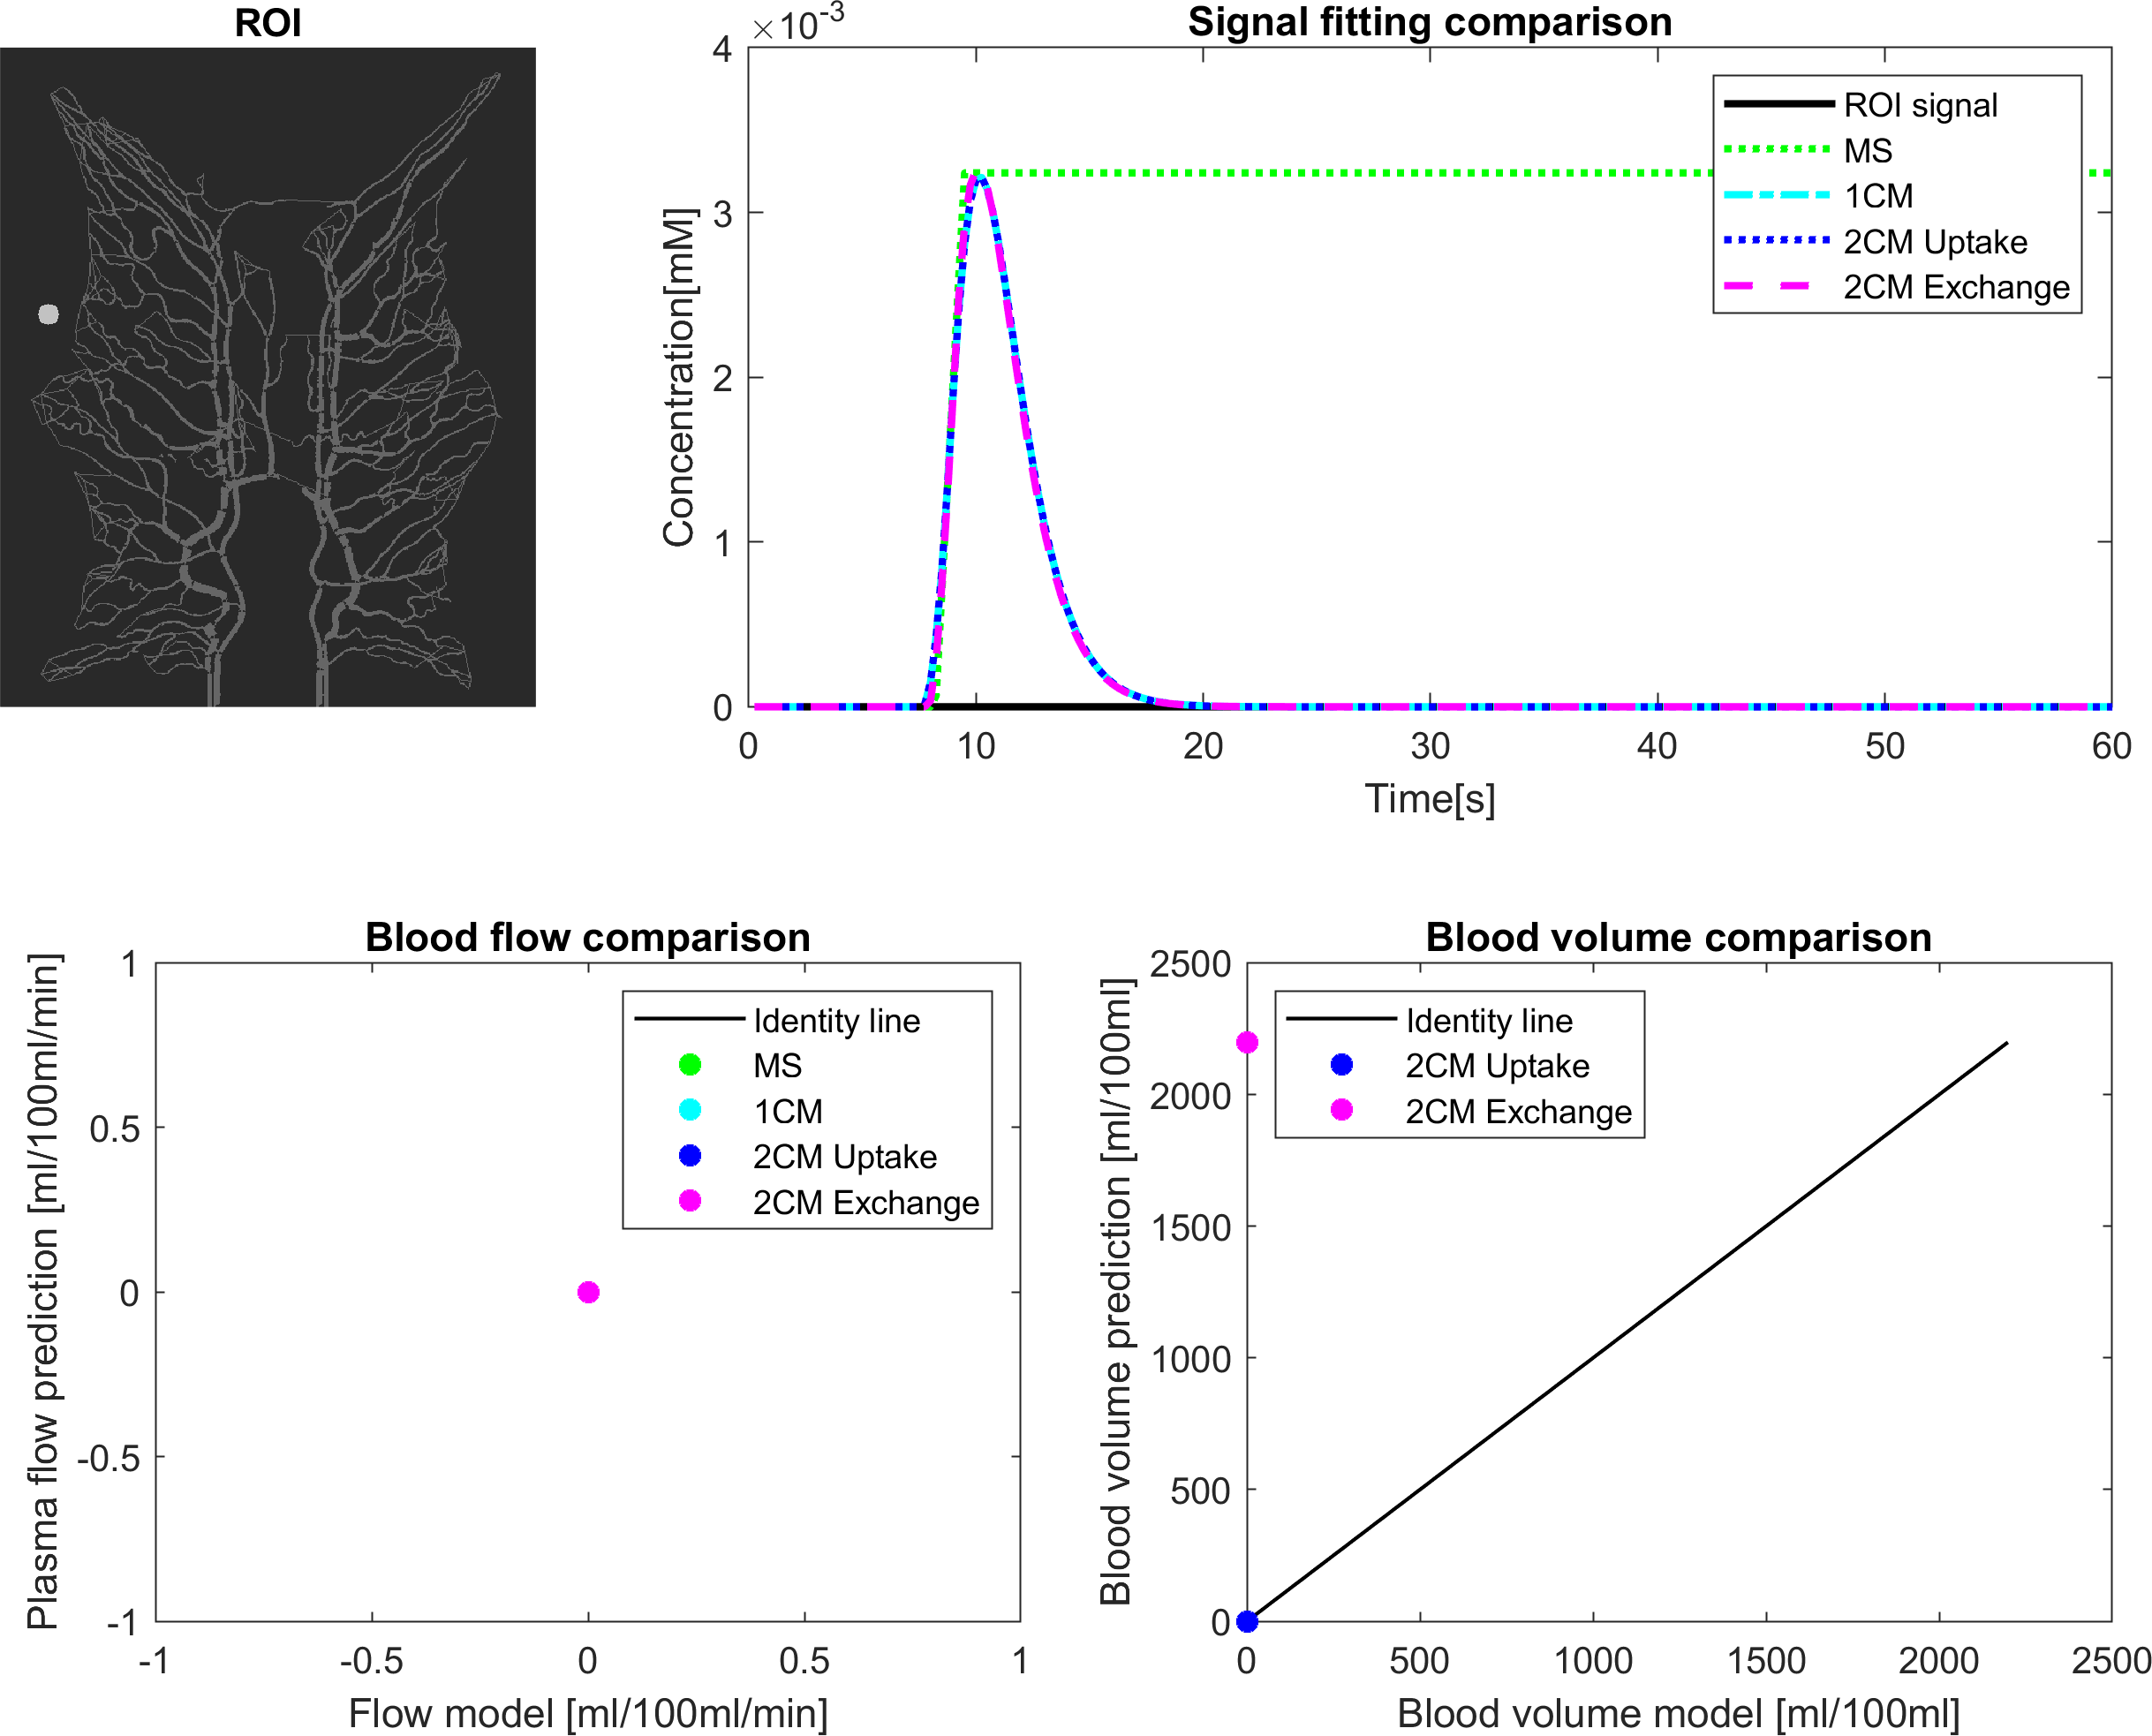 ROI
Signal fitting comparison
×10-3
4
3
2
1
0
Concentration[mM]
0 10 20 30 40 50 60
Time[s]
ROI signal
MS
1CM
2CM Uptake
2CM Exchange
Blood flow comparison
1
0.5
0
-0.5
-1
Plasma flow prediction [ml/100ml/min]
-1 -0.5 0 0.5 1
Flow model [ml/100ml/min]
Identity line
MS
1CM
2CM Uptake
2CM Exchange
Blood volume comparison
2500
2000
1500
1000
500
0
Blood volume prediction [ml/100ml]
0 500 1000 1500 2000 2500
Blood volume model [ml/100ml]
Identity line
2CM Uptake
2CM Exchange